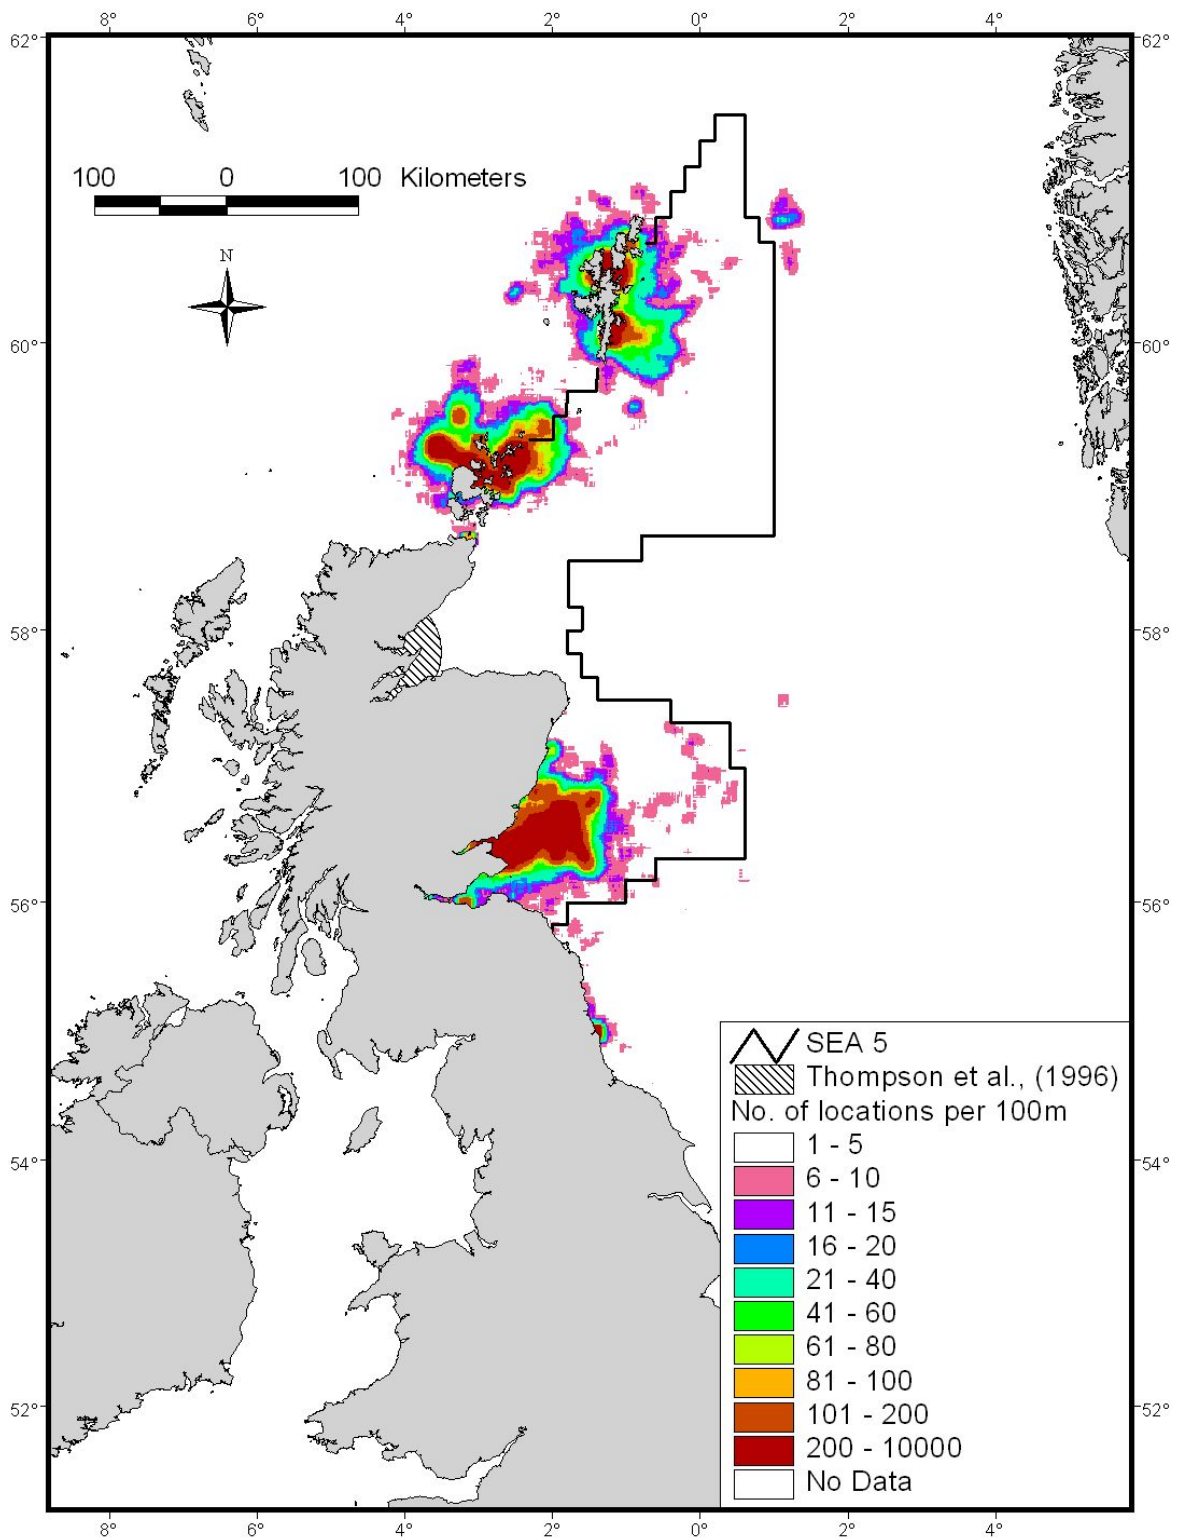 8° 6° 4° 2° 0° 2° 4°
62° 62°
100 0 100 Kilometers
N
60° 60°
58° 58°
56° 56°
SEA 5
Thompson et al., (1996)
No. of locations per 100m
1 - 5
54° 54°
6 - 10
11 - 15
16 - 20
21 - 40
41 - 60
61 - 80
81 - 100
52° 52°
101 - 200
200 - 10000
No Data
8° 6° 4° 2° 0° 2° 4°